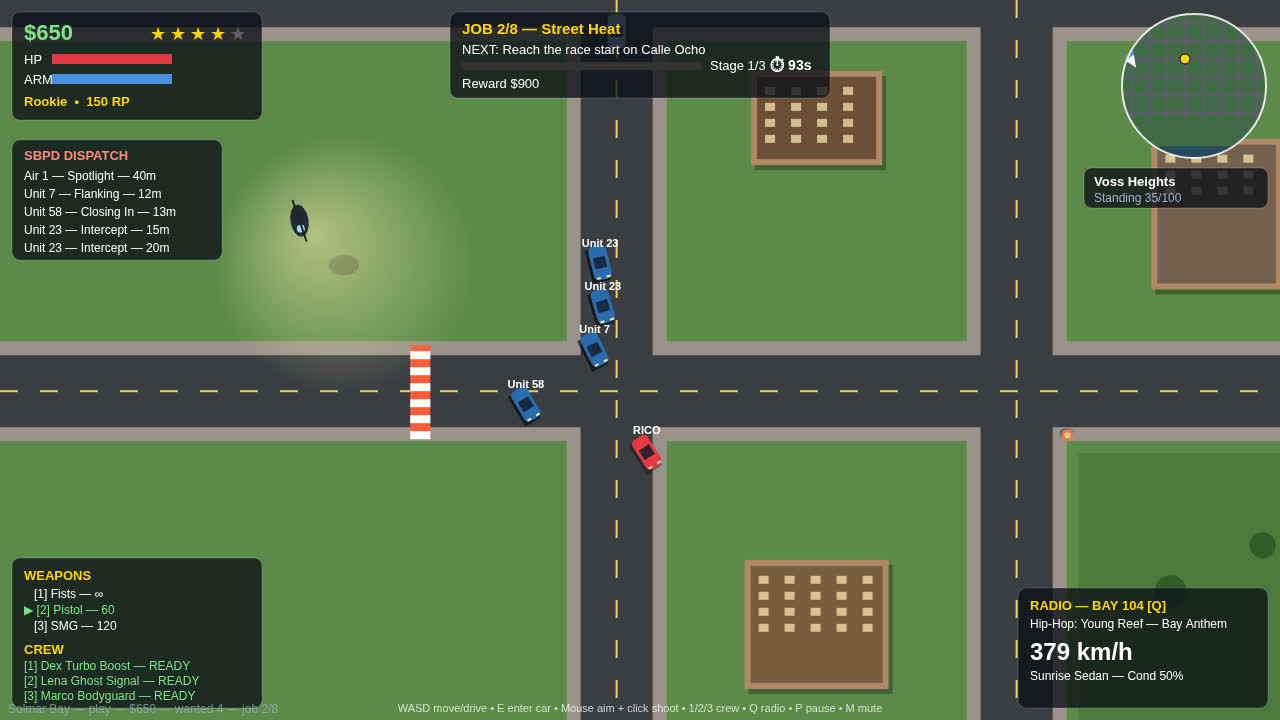 $650 ★★★★★
HP
ARM
Rookie • 150 RP
JOB 2/8 — Street Heat
NEXT: Reach the race start on Calle Ocho
Stage 1/3 ⏱ 93s
Reward $900
SBPD DISPATCH
Air 1 — Spotlight — 40m
Unit 7 — Flanking — 12m
Unit 58 — Closing In — 13m
Unit 23 — Intercept — 15m
Unit 23 — Intercept — 20m
Voss Heights
Standing 35/100
Unit 23
Unit 23
Unit 7
Unit 58
RICO
WEAPONS
[1] Fists — ∞
▶ [2] Pistol — 60
[3] SMG — 120
CREW
[1] Dex Turbo Boost — READY
[2] Lena Ghost Signal — READY
[3] Marco Bodyguard — READY
Solmar Bay — play — $650 — wanted 4 — job 2/8
WASD move/drive • E enter car • Mouse aim + click shoot • 1/2/3 crew • Q radio • P pause • M mute
RADIO — BAY 104 [Q]
Hip-Hop: Young Reef — Bay Anthem
379 km/h
Sunrise Sedan — Cond 50%